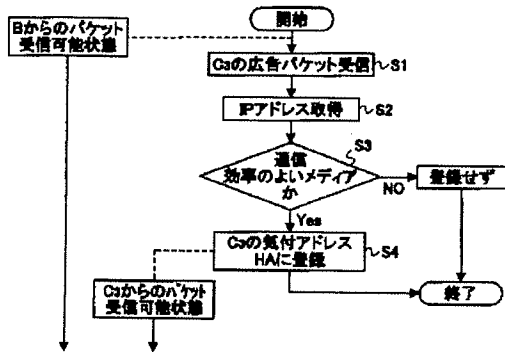 開始
Bからのパケット
受信可能状態
Caの広告パケット受信
S1
IPアドレス取得
S2
通信
効率のよいメディア
か
S3
NO
登録せず
Yes
Caの気付アドレス
HAに登録
S4
Caからのパケット
受信可能状態
終了